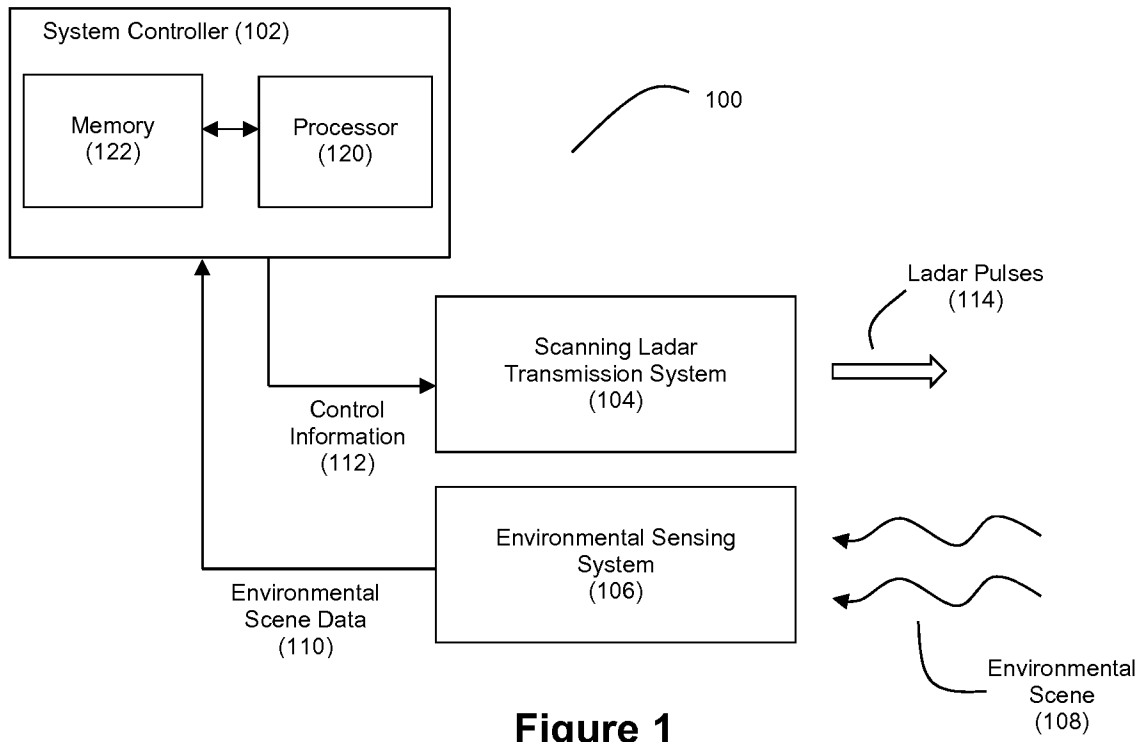 System Controller (102)
Memory
(122)
Processor
(120)
100
Ladar Pulses
(114)
Scanning Ladar
Transmission System
(104)
Control
Information
(112)
Environmental Sensing
System
(106)
Environmental
Scene Data
(110)
Environmental
Scene
(108)
Figure 1